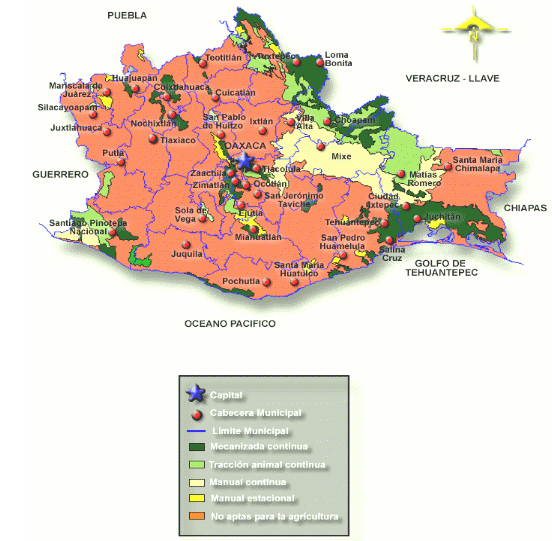 PUEBLA
N
Teotitlán
Tuxtepec
Loma
Bonita
VERACRUZ - LLAVE
Mariscala de
Juárez
Huajuapán
Coixtlahuaca
Cuicatlán
Silacayoapam
Nochixtlán
San Pablo
de Huitzo
Ixtlán
Villa
Alta
Choapam
Juxtlahuaca
Tlaxiaco
OAXACA
Mixe
Putla
Santa María
Chimalapa
GUERRERO
Zaachila
Tlacolula
Matías
Romero
Zimatlán
Ocotlán
San Jerónimo
Taviche
Ciudad
Ixtepec
CHIAPAS
Sola de
Vega
Ejutla
Tehuantepec
Juchitán
Santiago Pinotepa
Nacional
Miahuatlán
San Pedro
Huamelula
Salina
Cruz
Juquila
GOLFO DE
TEHUANTEPEC
Santa María
Huatulco
Pochutla
OCEANO PACIFICO
Capital
Cabecera Municipal
Límite Municipal
Mecanizada continua
Tracción animal continua
Manual continua
Manual estacional
No aptas para la agricultura